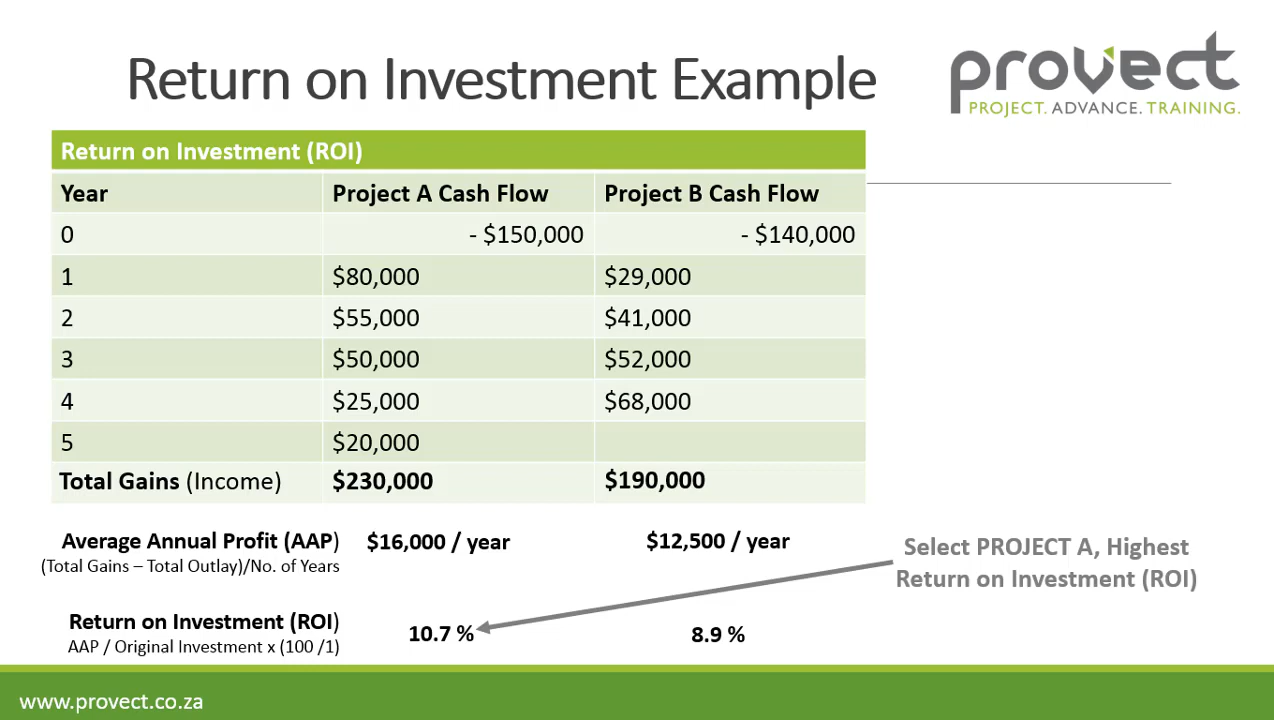 Return on Investment Example
provect
PROJECT. ADVANCE. TRAINING.
Return on Investment (ROI)
Year Project A Cash Flow Project B Cash Flow
0 - $150,000 - $140,000
1 $80,000 $29,000
2 $55,000 $41,000
3 $50,000 $52,000
4 $25,000 $68,000
5 $20,000
Total Gains (Income) $230,000 $190,000
Average Annual Profit (AAP) $16,000 / year $12,500 / year
(Total Gains – Total Outlay)/No. of Years
Select PROJECT A, Highest
Return on Investment (ROI)
Return on Investment (ROI) 10.7 % 8.9 %
AAP / Original Investment x (100 /1)
www.provect.co.za